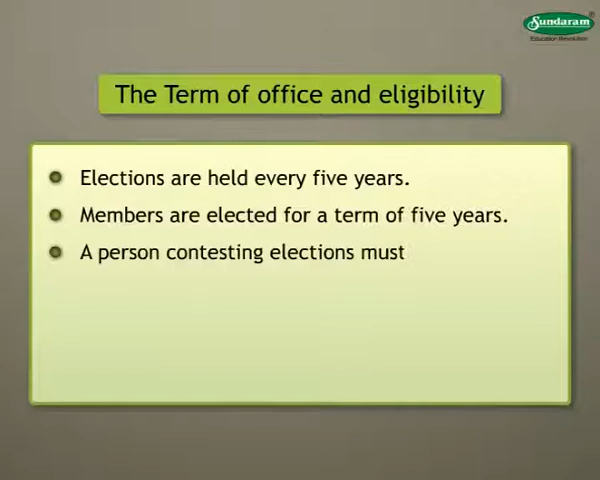 Sundaram
Education Revolution
The Term of office and eligibility
Elections are held every five years.
Members are elected for a term of five years.
A person contesting elections must